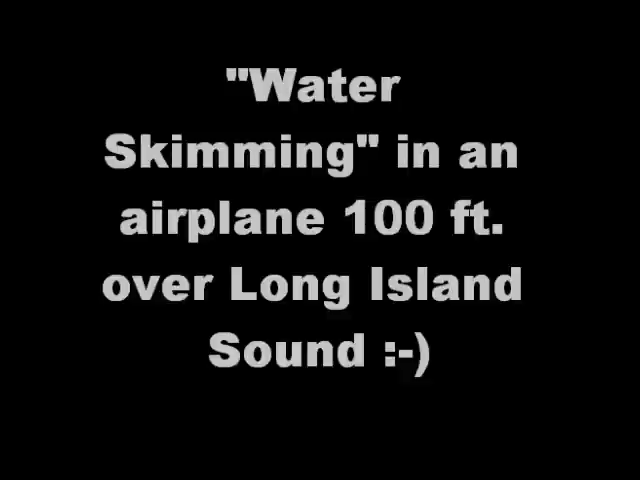 "Water
Skimming" in an
airplane 100 ft.
over Long Island
Sound :-)